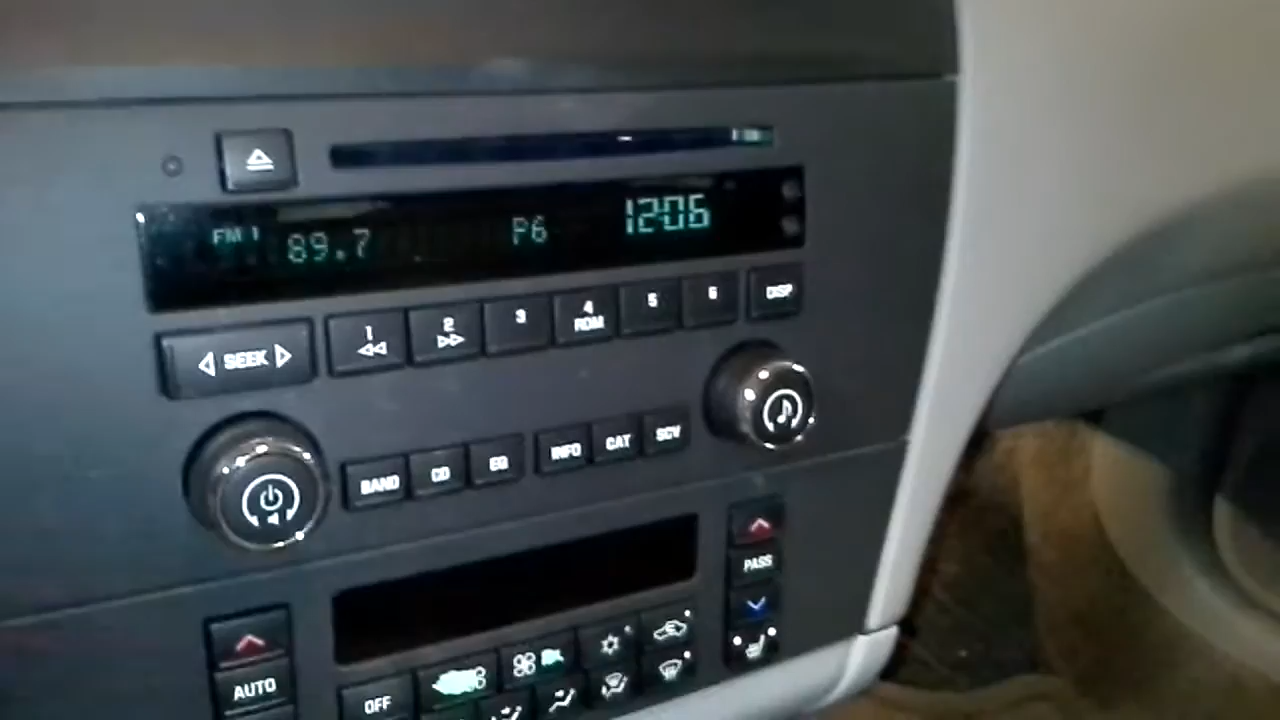 FM 1 89.7 P6 12:06
SEEK 1 2 3 4 RDM 5 6 DISP
BAND CD EQ INFO CAT SCV
PASS
AUTO OFF